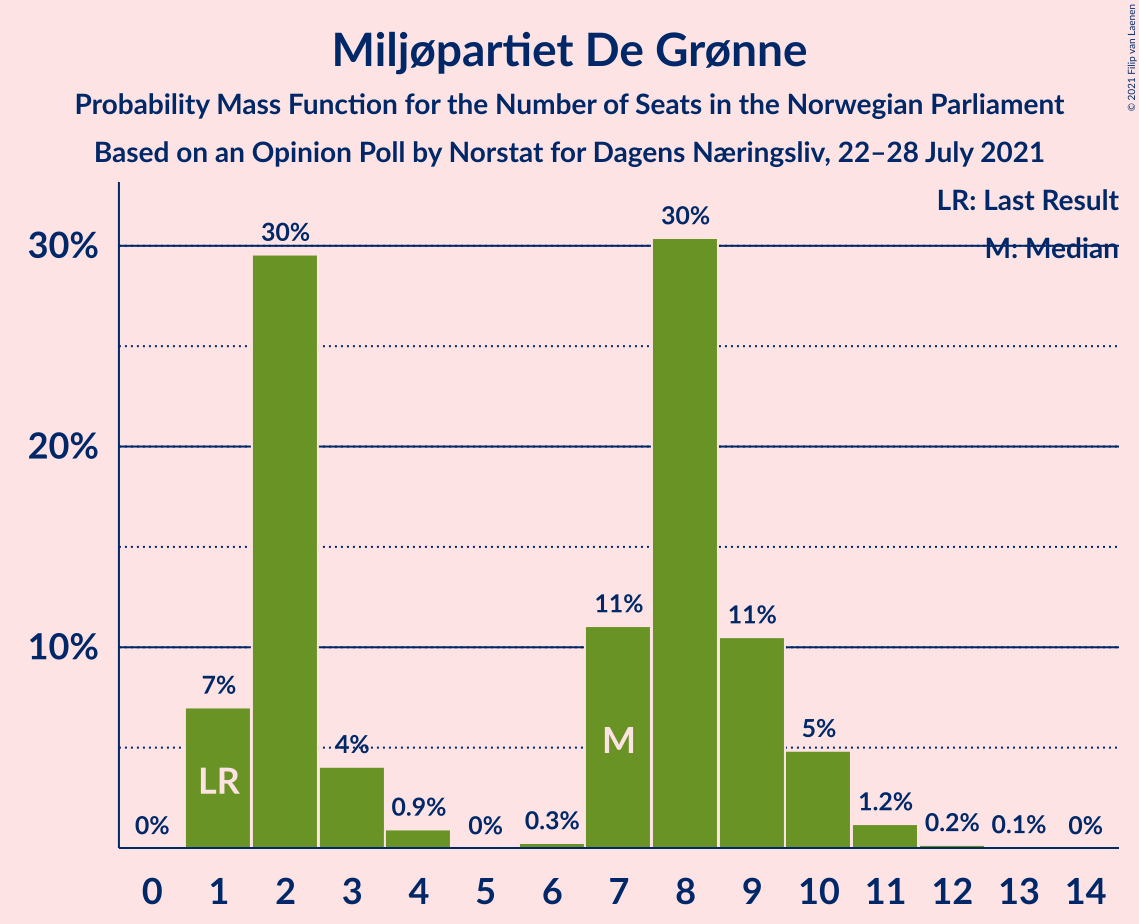 Miljøpartiet De Grønne
Probability Mass Function for the Number of Seats in the Norwegian Parliament
Based on an Opinion Poll by Norstat for Dagens Næringsliv, 22–28 July 2021
© 2021 Filip van Laenen
LR: Last Result
M: Median
30%
20%
10%
0%
7%
30%
4%
0.9%
0%
0.3%
11%
30%
11%
5%
1.2%
0.2%
0.1%
0%
LR
M
0 1 2 3 4 5 6 7 8 9 10 11 12 13 14